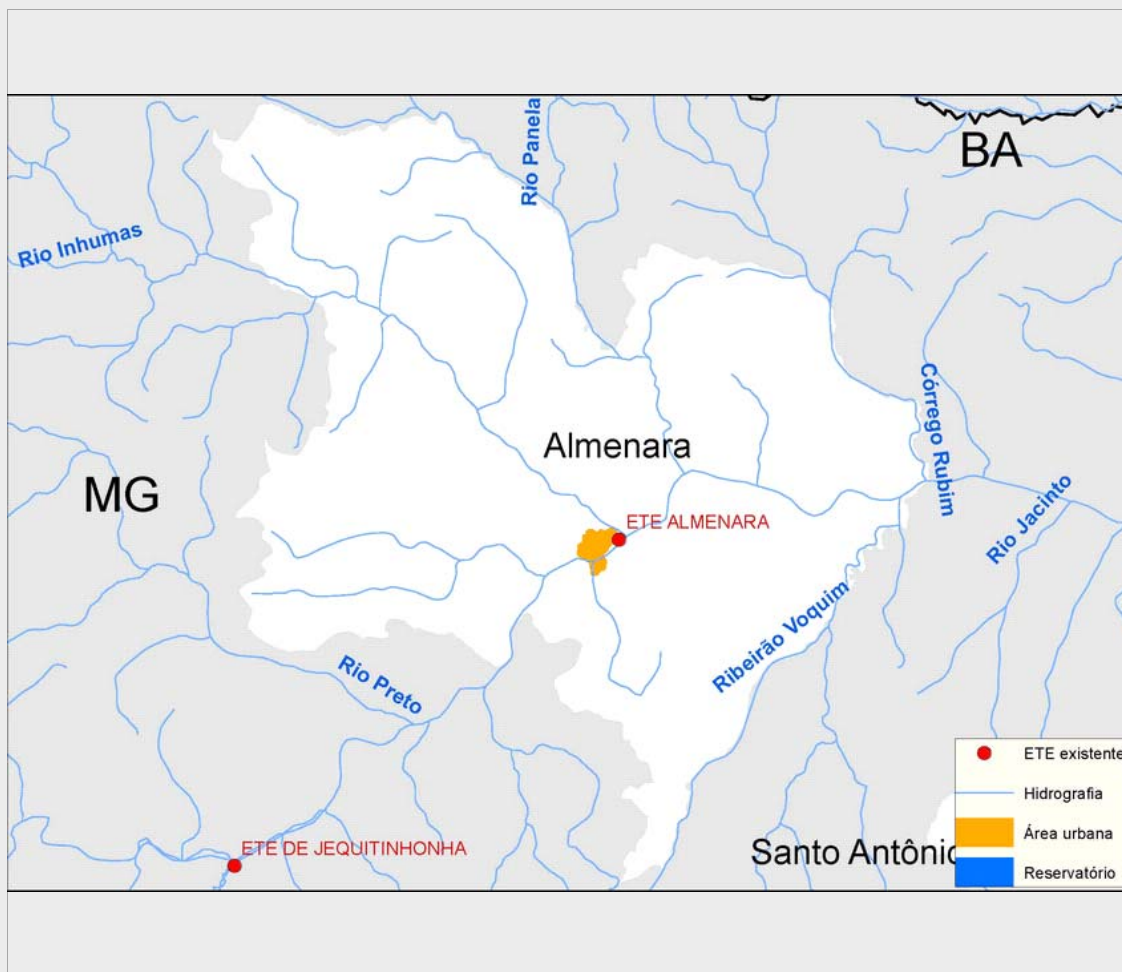 Rio Panela
BA
Rio Inhumas
Córrego Rubim
Almenara
MG
Rio Jacinto
ETE ALMENARA
Ribeirão Voquim
Rio Preto
ETE existente
Hidrografia
ETE DE JEQUITINHONHA
Área urbana
Santo Antônio
Reservatório